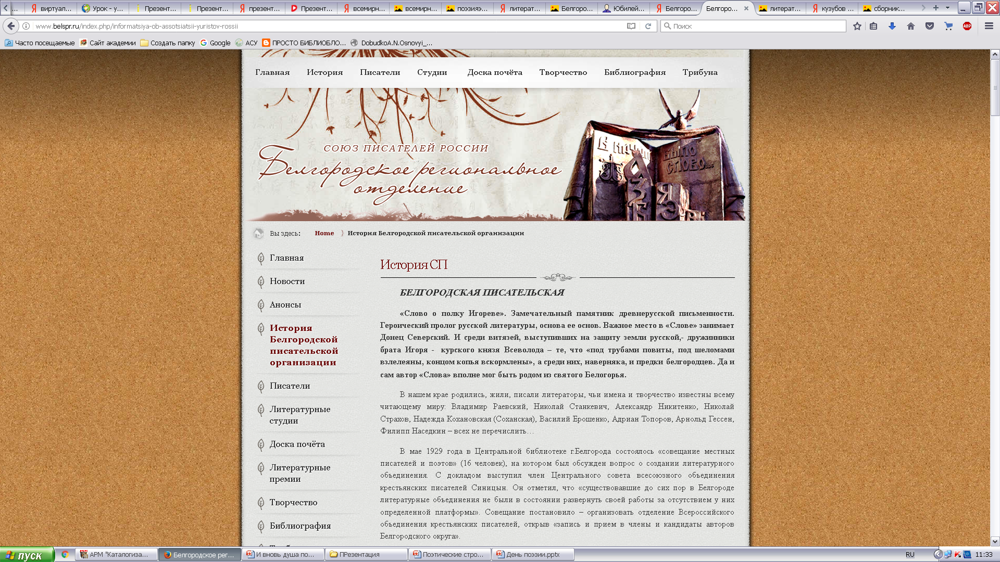 виртуал...
Урок - у...
Презент...
Презент...
презент...
Презент...
всемирн...
всемирн...
поэзияэ...
литерат...
Белгоро...
Юбилей...
Белгоро...
Белгоро...
литерат...
кузубов ...
сборник...
www.belspr.ru/index.php/informatsiya-ob-assotsiatsii-yuristov-rossii
Поиск
ABP
Часто посещаемые
Сайт академии
Создать папку
Google
АСУ
ПРОСТО БИБЛИОБЛО...
DobudkoA.N.Osnovyi_...
Главная
История
Писатели
Студии
Доска почёта
Творчество
Библиография
Трибуна
СОЮЗ ПИСАТЕЛЕЙ РОССИИ
Белгородское региональное
отделение
Вы здесь:
Home
История Белгородской писательской организации
Главная
Новости
Анонсы
История
Белгородской
писательской
организации
Писатели
Литературные
студии
Доска почёта
Литературные
премии
Творчество
Библиография
История СП
БЕЛГОРОДСКАЯ ПИСАТЕЛЬСКАЯ
«Слово о полку Игореве». Замечательный памятник древнерусской письменности.
Героический пролог русской литературы, основа ее основ. Важное место в «Слове» занимает
Донец Северский. И среди витязей, выступивших на защиту земли русской,- дружинники
брата Игоря - курского князя Всеволода – те, что «под трубами повиты, под шеломами
взлелеяны, концом копья вскормлены», а среди них, наверняка, и предки белгородцев. Да и
сам автор «Слова» вполне мог быть родом из святого Белогорья.
В нашем крае родились, жили, писали литераторы, чьи имена и творчество известны всему
читающему миру: Владимир Раевский, Николай Станкевич, Александр Никитенко, Николай
Страхов, Надежда Кохановская (Соханская), Василий Ерошенко, Адриан Топоров, Арнольд Гессен,
Филипп Наседкин – всех не перечислить…
В мае 1929 года в Центральной библиотеке г.Белгорода состоялось «совещание местных
писателей и поэтов» (16 человек), на котором был обсужден вопрос о создании литературного
объединения. С докладом выступил член Центрального совета всесоюзного объединения
крестьянских писателей Синицын. Он отметил, что «существовавшие до сих пор в Белгороде
литературные объединения не были в состоянии развернуть своей работы за отсутствием у них
определенной платформы». Совещание постановило – организовать отделение Всероссийского
объединения крестьянских писателей, открыв «запись и прием в члены и кандидаты авторов
Белгородского округа».
пуск
АРМ "Каталогиза...
Белгородское рег...
И вновь душа по...
ПРезентация
Поэтические стро...
День поэзии.pptx
RU
11:33